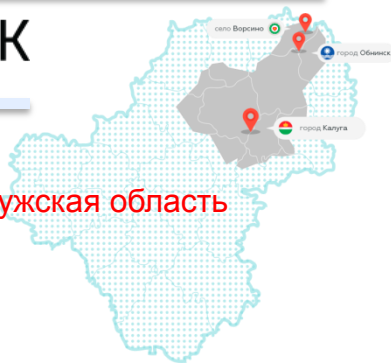 К
село Ворсино
город Обнинск
город Калуга
ужская область